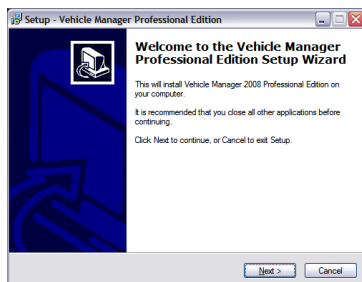 Setup - Vehicle Manager Professional Edition
Welcome to the Vehicle Manager
Professional Edition Setup Wizard
This will install Vehicle Manager 2008 Professional Edition on
your computer.
It is recommended that you close all other applications before
continuing.
Click Next to continue, or Cancel to exit Setup.
Next >
Cancel